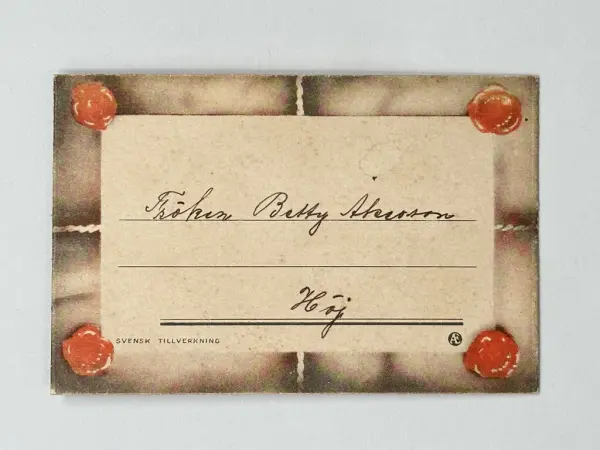 Fröken Betty Akesson
Höj
SVENSK TILLVERKNING
Æ